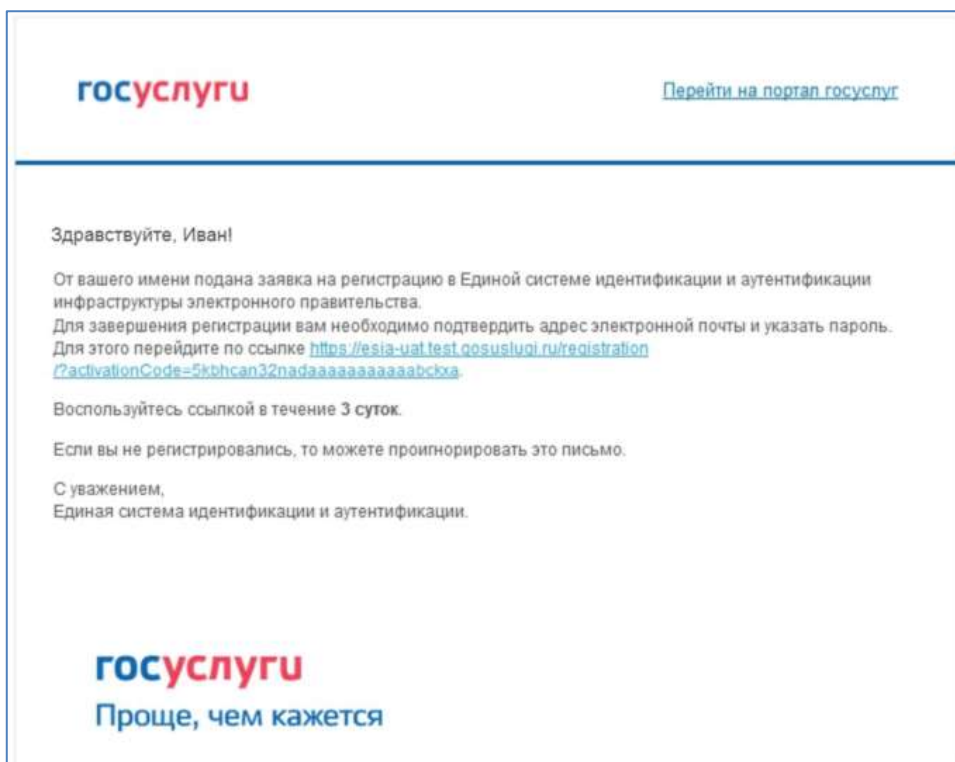 госуслуги
Перейти на портал госуслуг
Здравствуйте, Иван!
От вашего имени подана заявка на регистрацию в Единой системе идентификации и аутентификации
инфраструктуры электронного правительства.
Для завершения регистрации вам необходимо подтвердить адрес электронной почты и указать пароль.
Для этого перейдите по ссылке https://esia-uat.test.gosuslugi.ru/registration
/?activationCode=5kbhcan32nadaaaaaaaaaaabckxa.
Воспользуйтесь ссылкой в течение 3 суток.
Если вы не регистрировались, то можете проигнорировать это письмо.
С уважением,
Единая система идентификации и аутентификации.
госуслуги
Проще, чем кажется